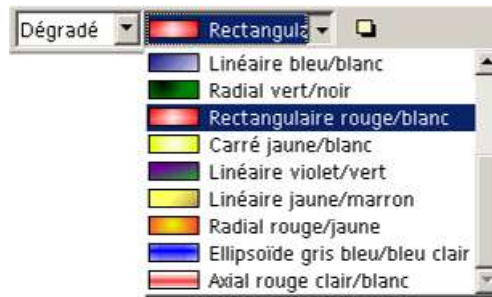 Dégradé
Rectangula
Linéaire bleu/blanc
Radial vert/noir
Rectangulaire rouge/blanc
Carré jaune/blanc
Linéaire violet/vert
Linéaire jaune/marron
Radial rouge/jaune
Ellipsoïde gris bleu/bleu clair
Axial rouge clair/blanc